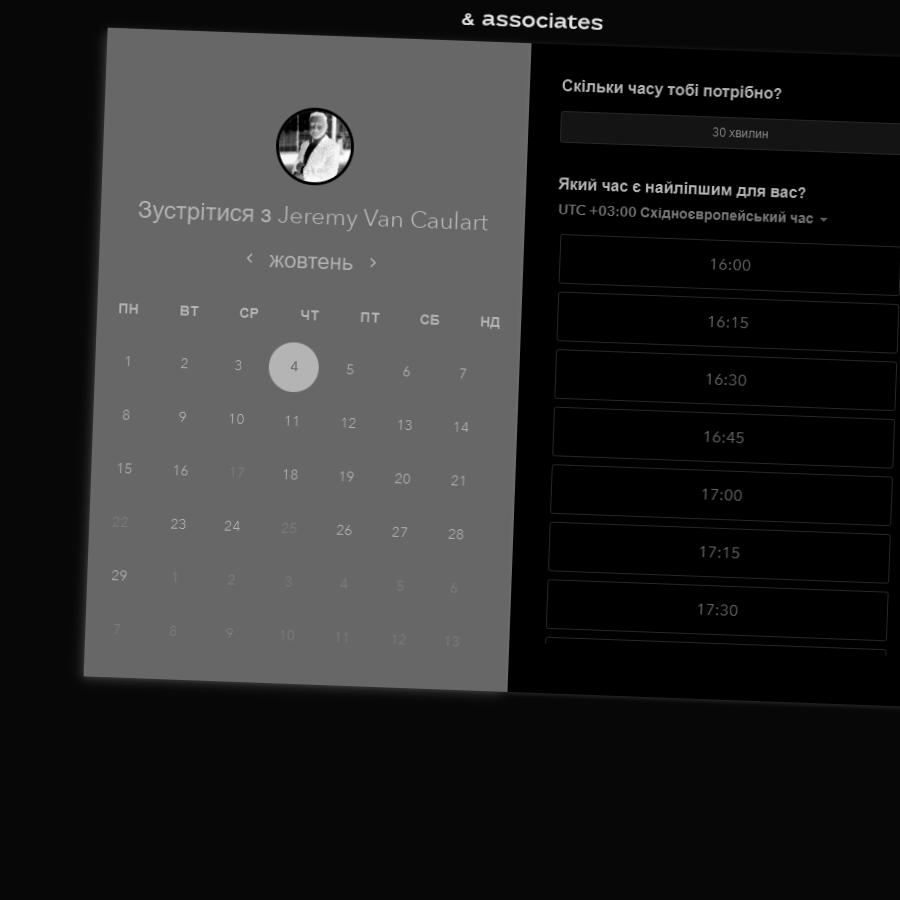 & associates
Зустрітися з Jeremy Van Caulart
жовтень
ПН ВТ СР ЧТ ПТ СБ НД
1 2 3 4 5 6 7
8 9 10 11 12 13 14
15 16 17 18 19 20 21
22 23 24 25 26 27 28
29 1 2 3 4 5 6
7 8 9 10 11 12 13
Скільки часу тобі потрібно?
30 хвилин
Який час є найліпшим для вас?
UTC +03:00 Східноєвропейський час
16:00
16:15
16:30
16:45
17:00
17:15
17:30